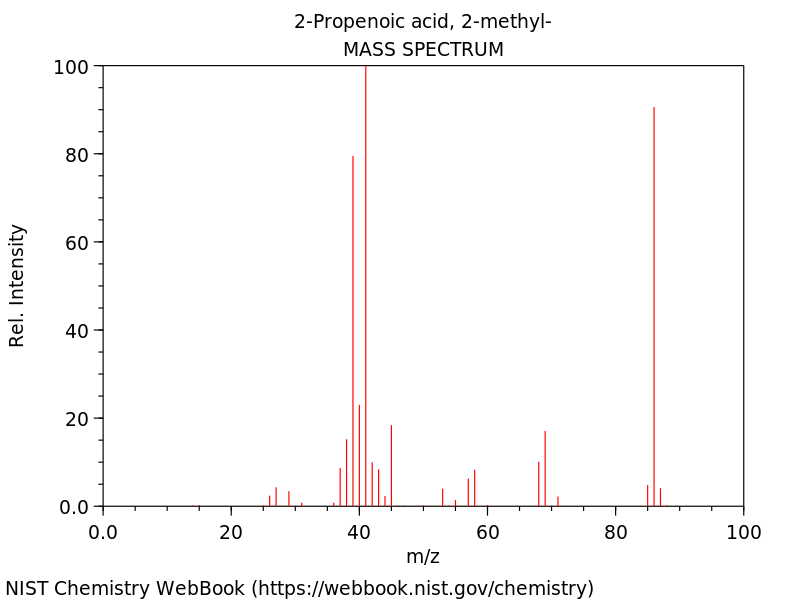 2-Propenoic acid, 2-methyl-
MASS SPECTRUM
100
80
60
40
20
0.0
Rel. Intensity
0.0 20 40 60 80 100
m/z
NIST Chemistry WebBook (https://webbook.nist.gov/chemistry)